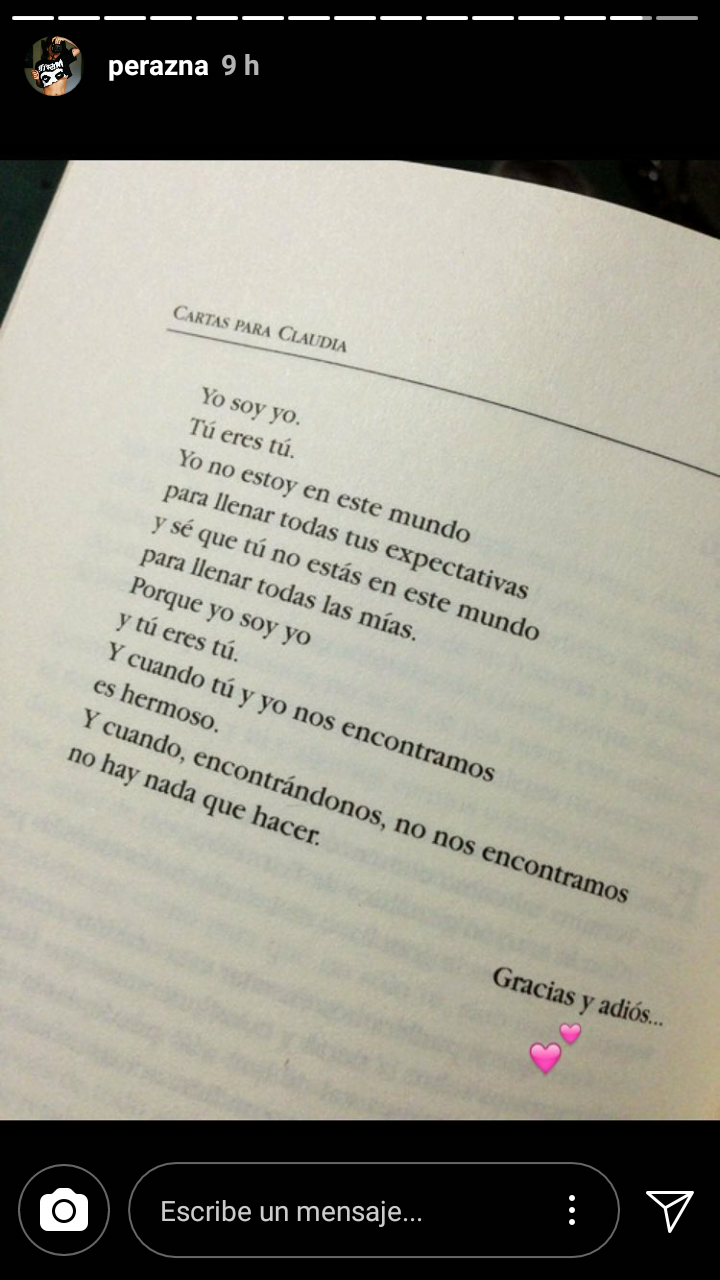 perazna 9 h
CARTAS PARA CLAUDIA
Yo soy yo.
Tú eres tú.
Yo no estoy en este mundo
para llenar todas tus expectativas
y sé que tú no estás en este mundo
para llenar todas las mías.
Porque yo soy yo
y tú eres tú.
Y cuando tú y yo nos encontramos
es hermoso.
Y cuando, encontrándonos, no nos encontramos
no hay nada que hacer.
Gracias y adiós...
💕
Escribe un mensaje...